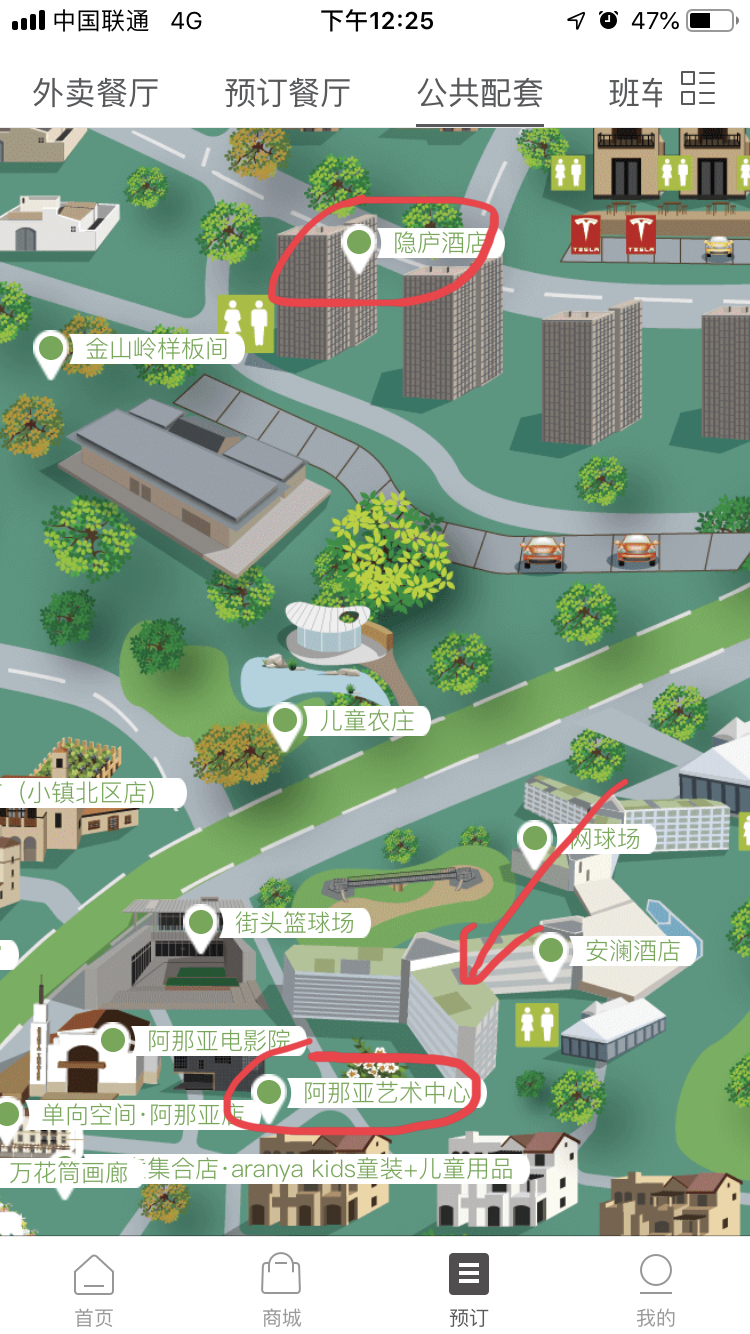 中国联通 4G 下午12:25 47%
外卖餐厅 预订餐厅 公共配套 班车
TESLA TESLA
隐庐酒店
金山岭样板间
儿童农庄
（小镇北区店）
网球场
街头篮球场
安澜酒店
阿那亚电影院
阿那亚艺术中心
单向空间·阿那亚店
万花筒画廊
集合店·aranya kids童装+儿童用品
首页 商城 预订 我的